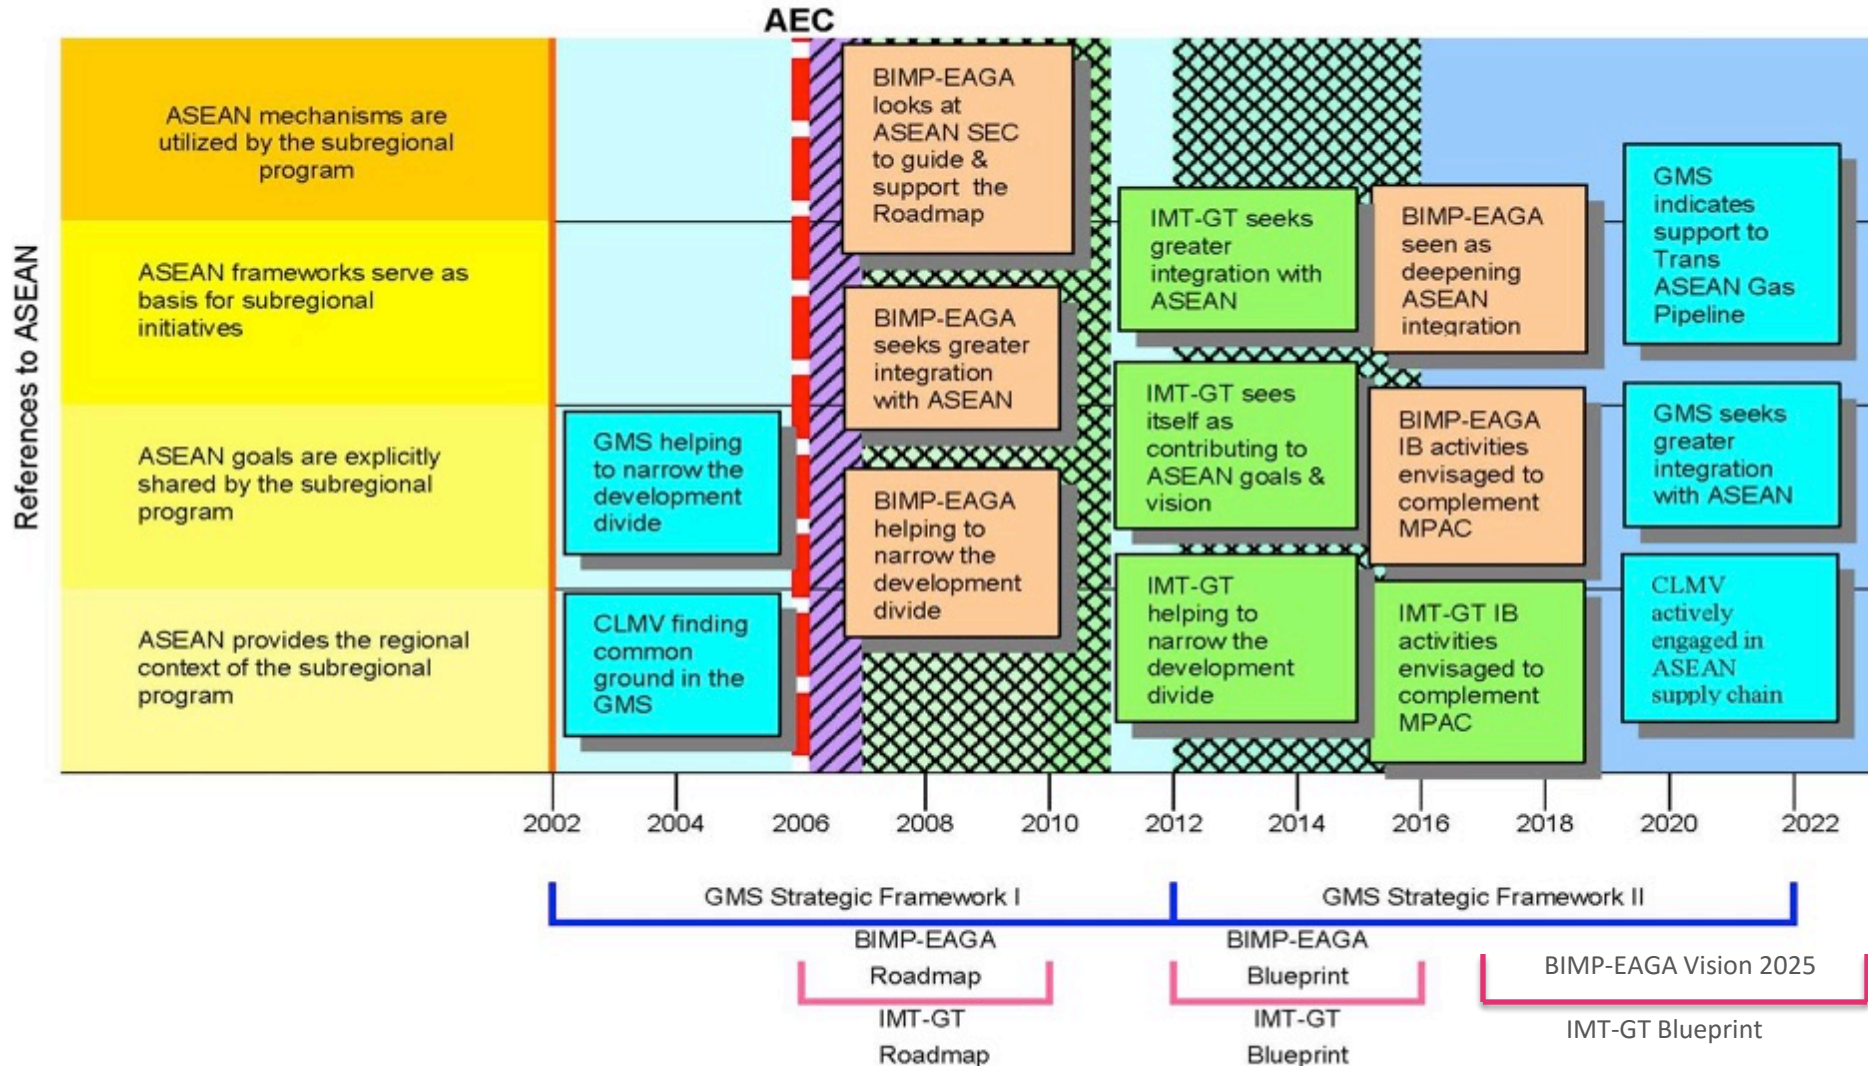 AEC
References to ASEAN
ASEAN mechanisms are
utilized by the subregional
program
ASEAN frameworks serve as
basis for subregional
initiatives
ASEAN goals are explicitly
shared by the subregional
program
ASEAN provides the regional
context of the subregional
program
GMS helping
to narrow the
development
divide
CLMV finding
common
ground in the
GMS
BIMP-EAGA
looks at
ASEAN SEC
to guide &
support the
Roadmap
BIMP-EAGA
seeks greater
integration
with ASEAN
BIMP-EAGA
helping to
narrow the
development
divide
IMT-GT seeks
greater
integration with
ASEAN
IMT-GT sees
itself as
contributing to
ASEAN goals &
vision
IMT-GT
helping to
narrow the
development
divide
BIMP-EAGA
seen as
deepening
ASEAN
integration
BIMP-EAGA
IB activities
envisaged to
complement
MPAC
IMT-GT IB
activities
envisaged to
complement
MPAC
GMS
indicates
support to
Trans
ASEAN Gas
Pipeline
GMS seeks
greater
integration
with ASEAN
CLMV
actively
engaged in
ASEAN
supply chain
2002 2004 2006 2008 2010 2012 2014 2016 2018 2020 2022
GMS Strategic Framework I
GMS Strategic Framework II
BIMP-EAGA
Roadmap
IMT-GT
Roadmap
BIMP-EAGA
Blueprint
IMT-GT
Blueprint
BIMP-EAGA Vision 2025
IMT-GT Blueprint